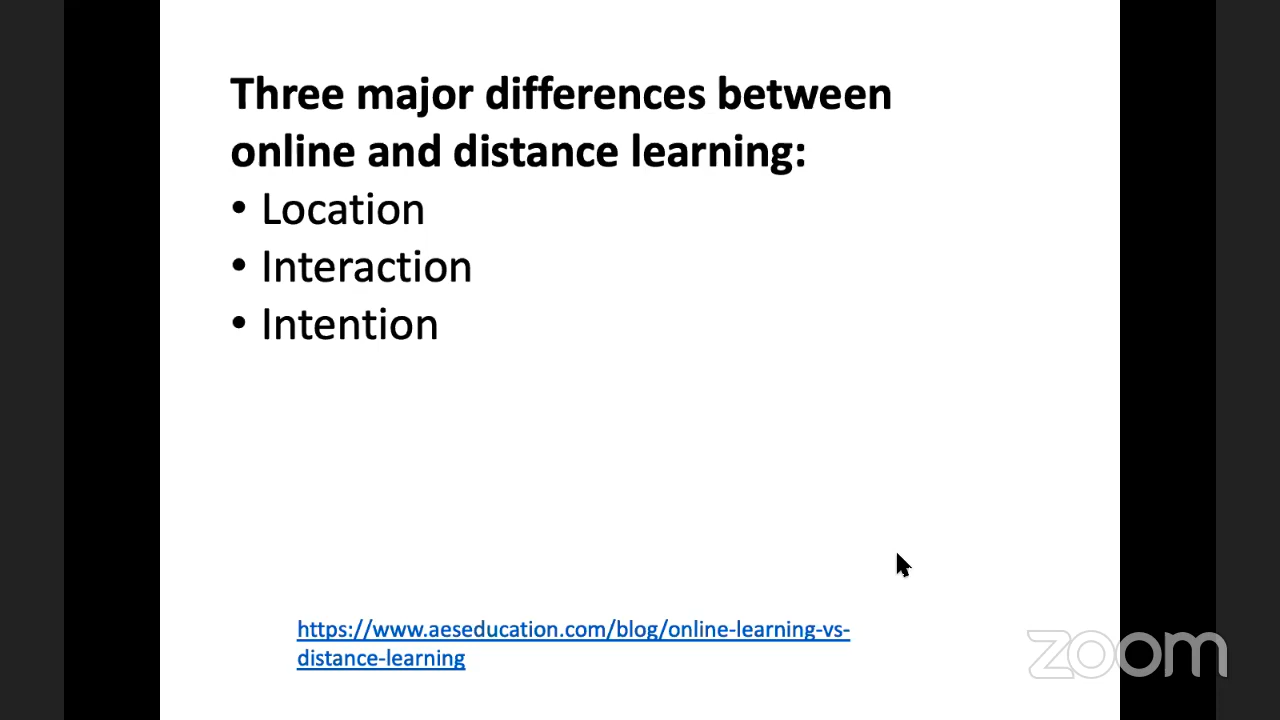 Three major differences between
online and distance learning:
• Location
• Interaction
• Intention
https://www.aeseducation.com/blog/online-learning-vs-
distance-learning
zoom